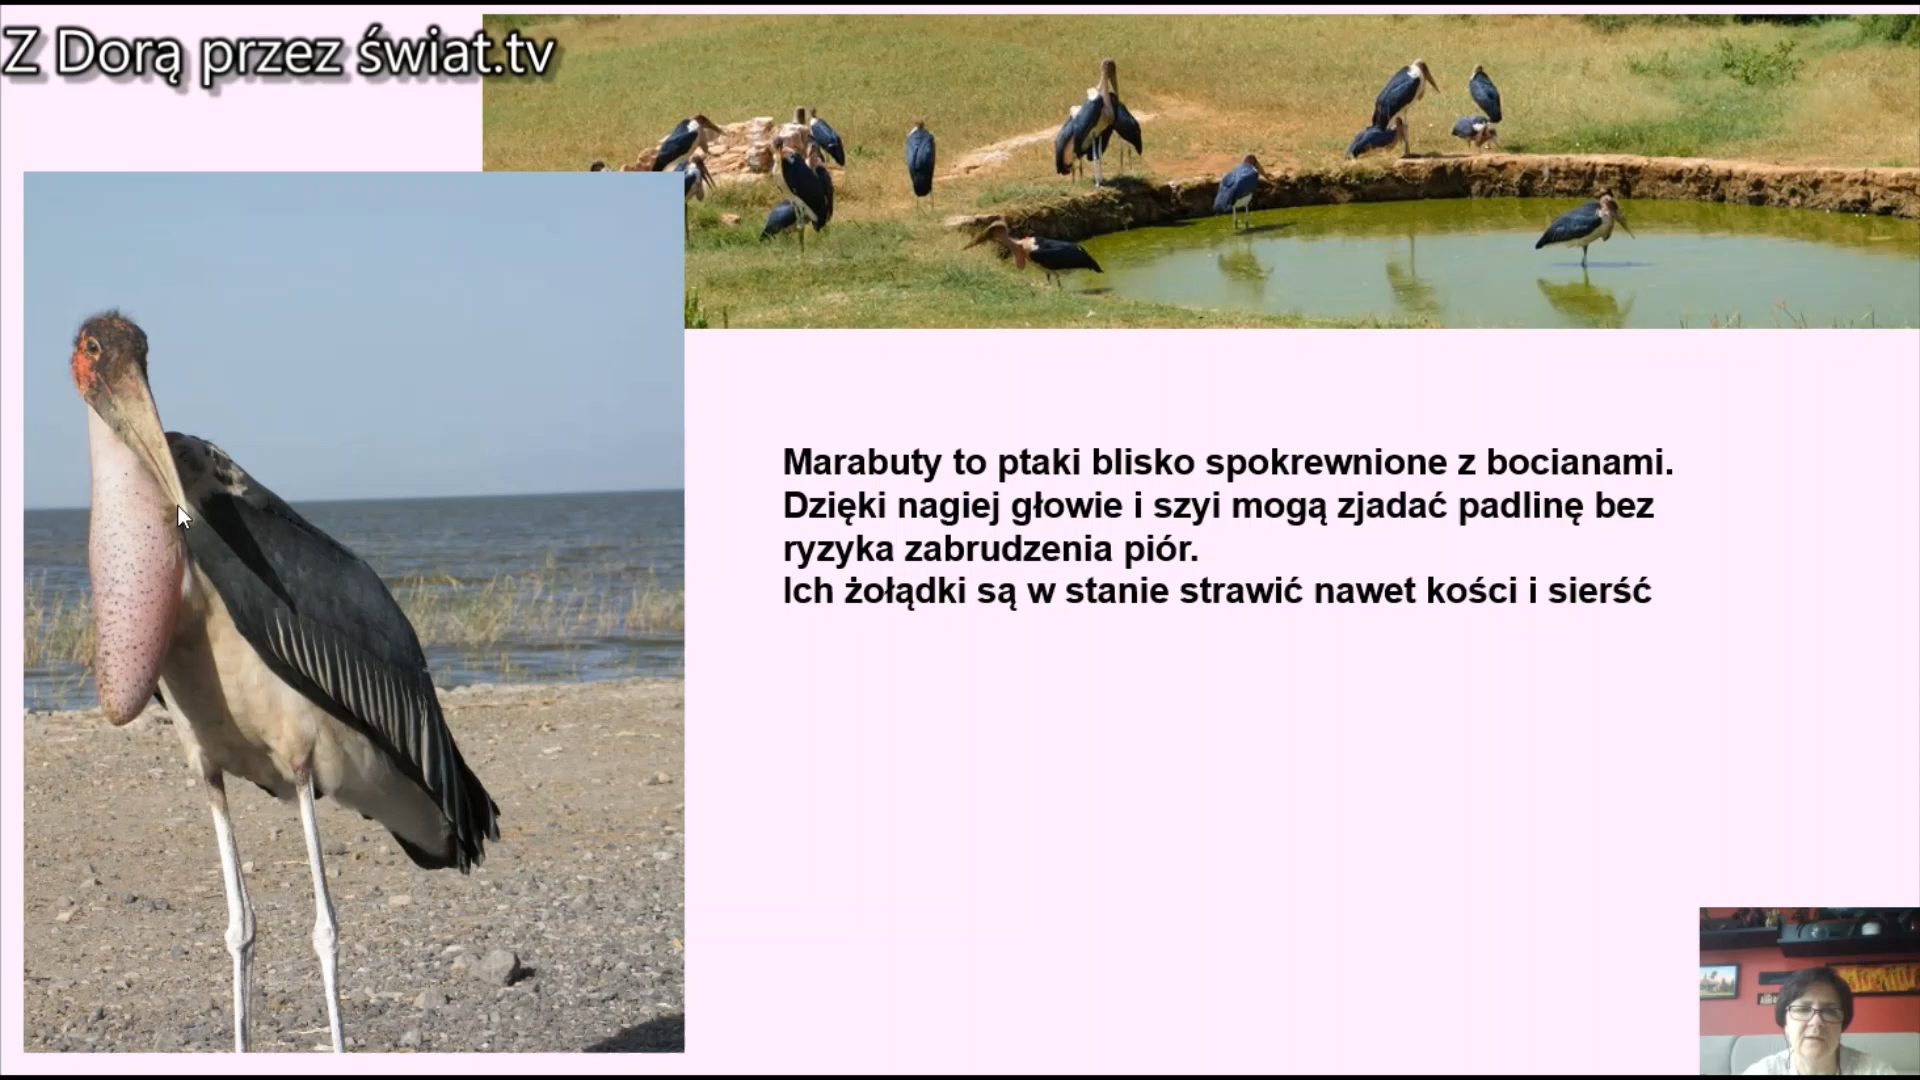 Z Dorą przez świat.tv
Marabuty to ptaki blisko spokrewnione z bocianami.
Dzięki nagiej głowie i szyi mogą zjadać padlinę bez
ryzyka zabrudzenia piór.
Ich żołądki są w stanie strawić nawet kości i sierść